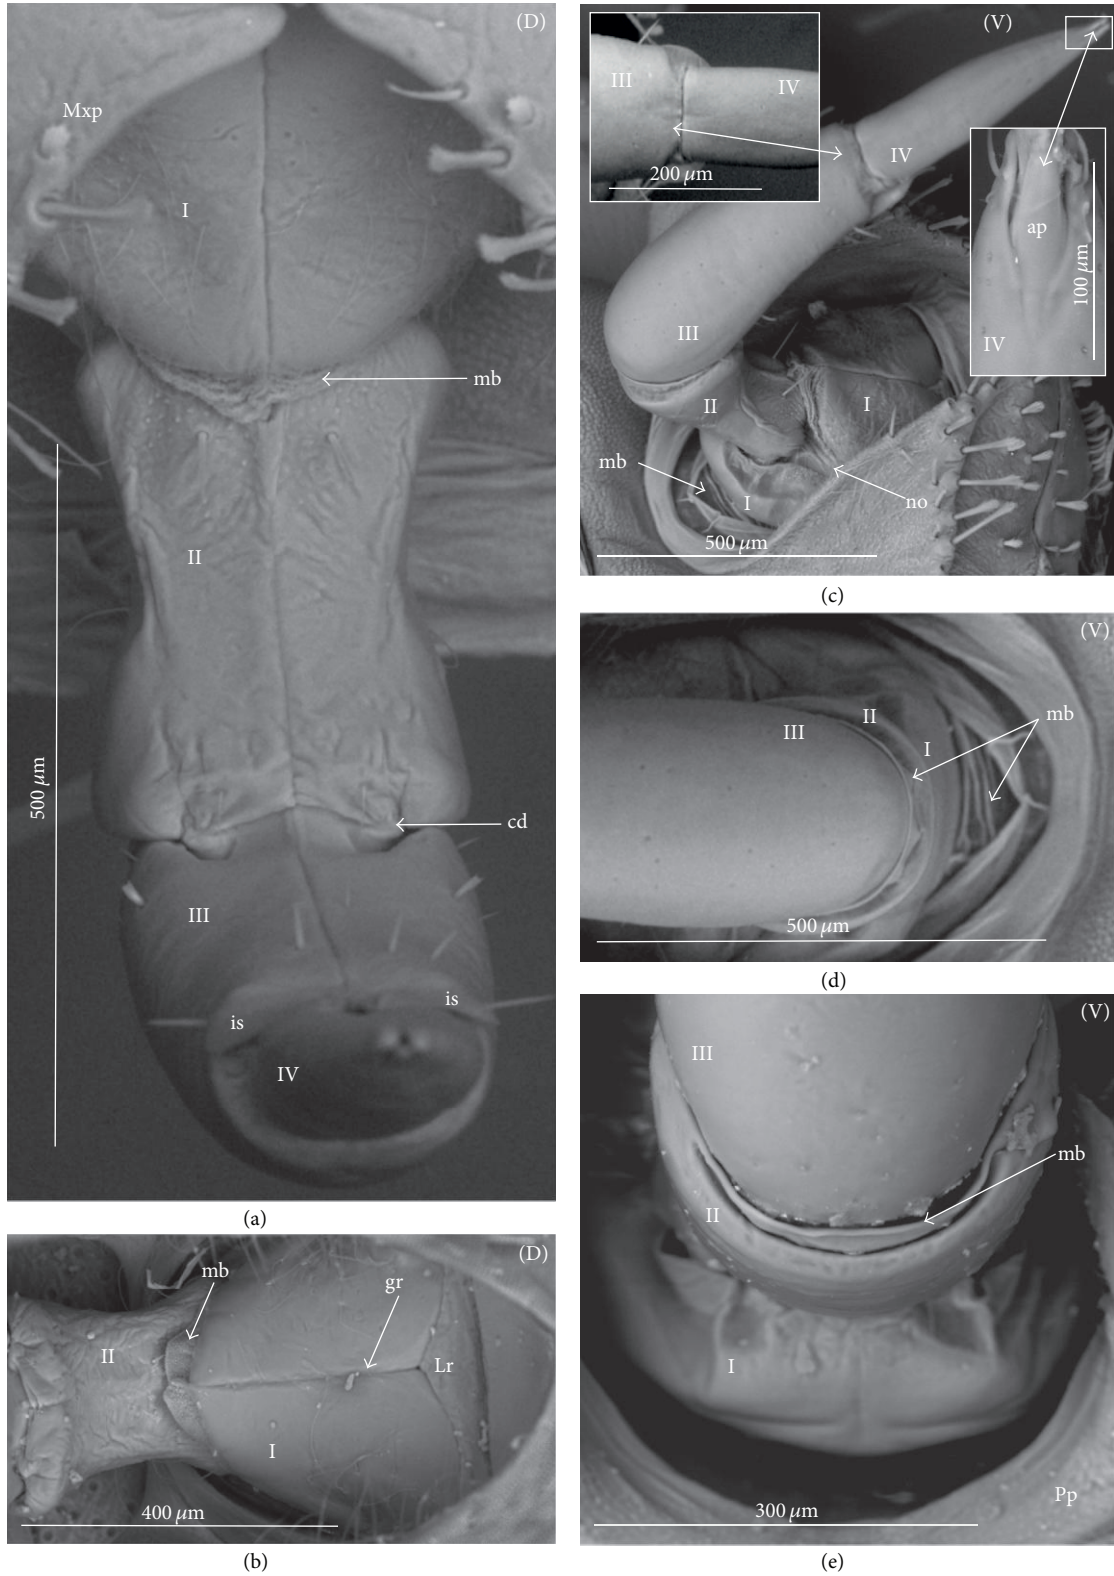 (D)
Mxp
I
mb
II
500 μm
cd
III
is
is
IV
(a)
(D)
mb
gr
II
Lr
I
400 μm
(b)
(V)
III
IV
200 μm
IV
ap
100 μm
IV
III
II
I
mb
I
no
500 μm
(c)
(V)
II
III
I
mb
500 μm
(d)
(V)
III
mb
II
I
Pp
300 μm
(e)